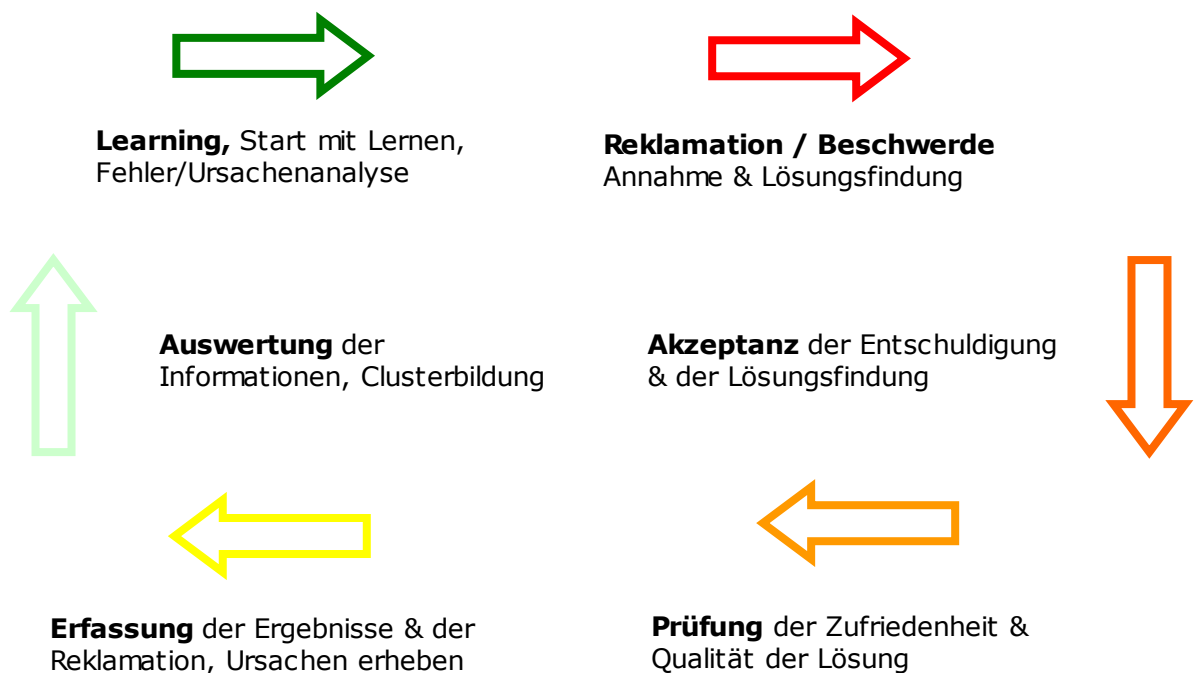 Learning, Start mit Lernen,
Fehler/Ursachenanalyse
Reklamation / Beschwerde
Annahme & Lösungsfindung
Auswertung der
Informationen, Clusterbildung
Akzeptanz der Entschuldigung
& der Lösungsfindung
Erfassung der Ergebnisse & der
Reklamation, Ursachen erheben
Prüfung der Zufriedenheit &
Qualität der Lösung